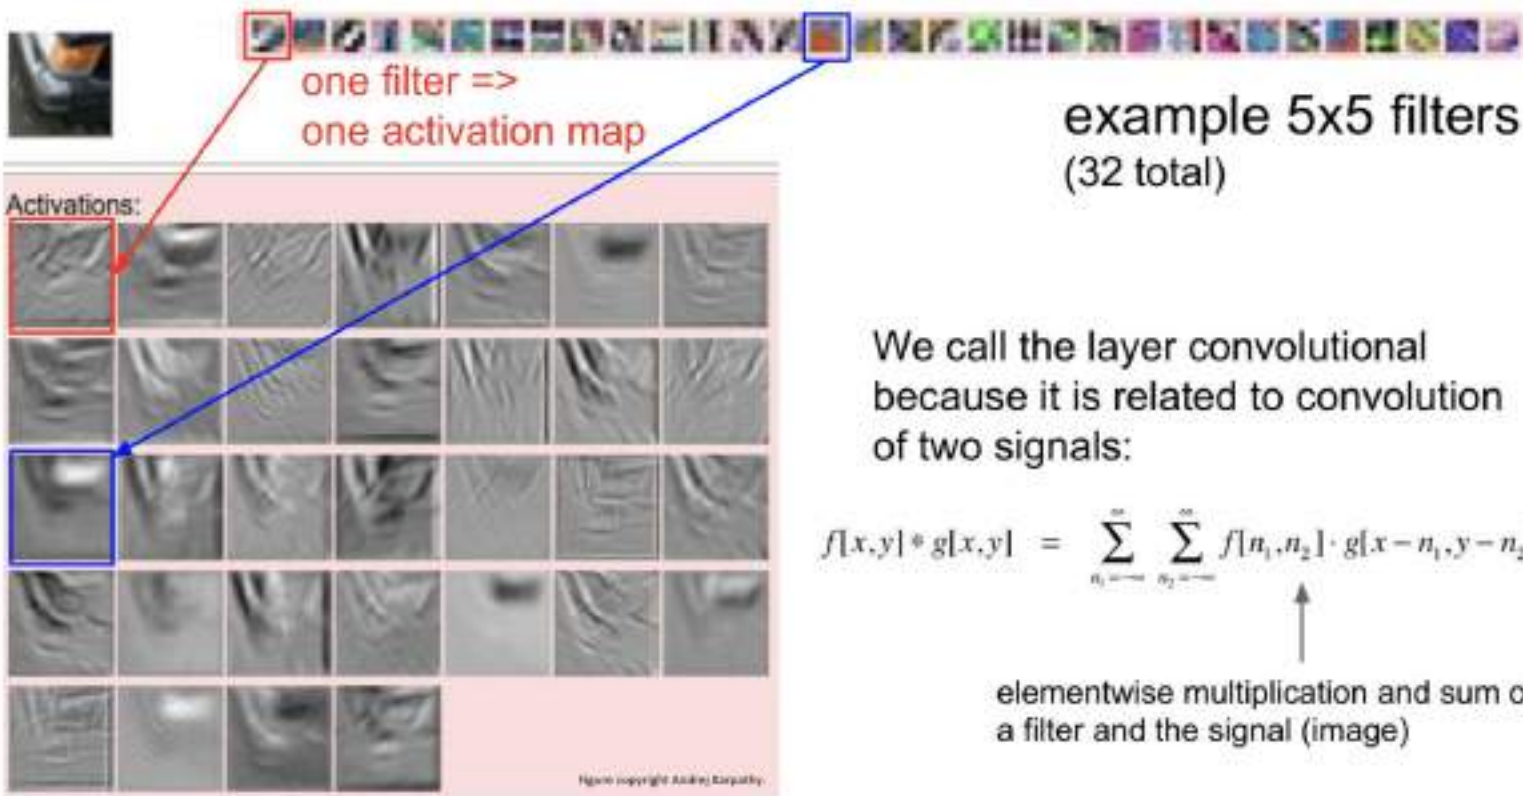 one filter =>
one activation map
example 5x5 filters
(32 total)
Activations:
We call the layer convolutional
because it is related to convolution
of two signals:
f[x,y] * g[x,y] = ∑ ∑ f[n₁,n₂] · g[x − n₁, y − n₂
n₁ = −∞ n₂ = −∞
elementwise multiplication and sum o
a filter and the signal (image)
Figure copyright Andrej Karpathy.